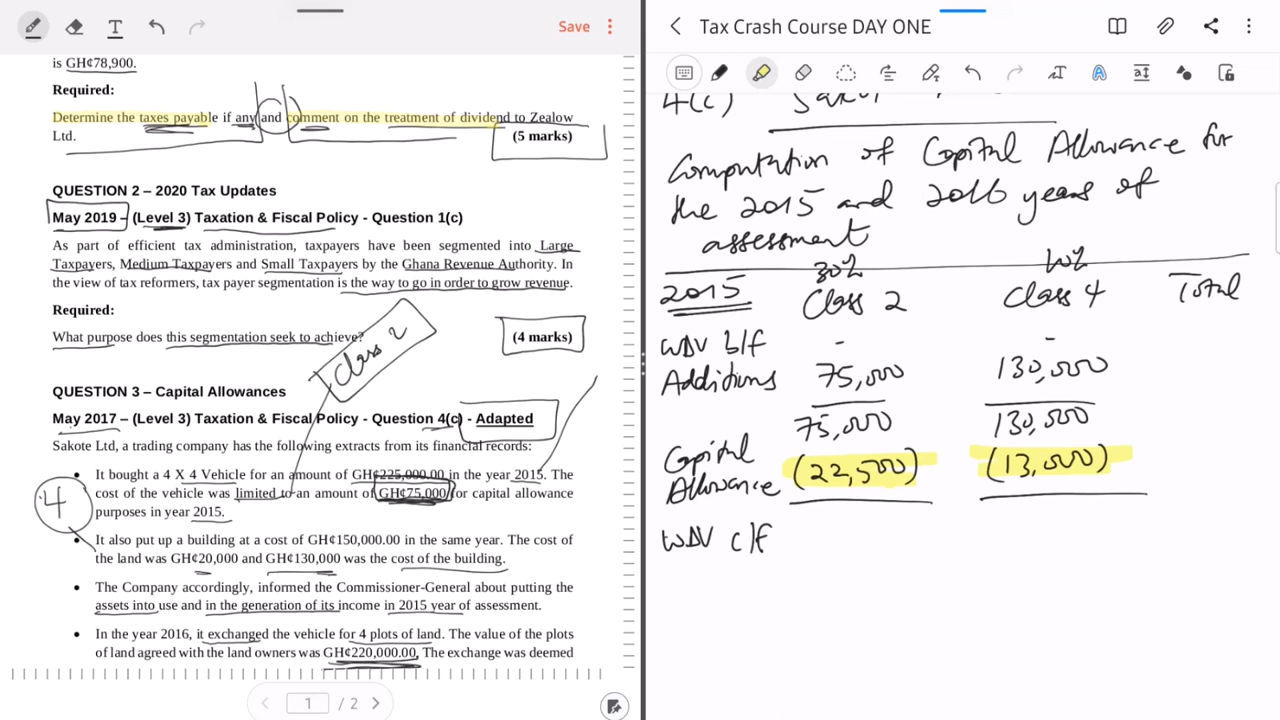 Save
is GH¢78,900.
Required:
Determine the taxes payable if any and comment on the treatment of dividend to Zealow
Ltd. (5 marks)
QUESTION 2 – 2020 Tax Updates
May 2019 – (Level 3) Taxation & Fiscal Policy - Question 1(c)
As part of efficient tax administration, taxpayers have been segmented into Large
Taxpayers, Medium Taxpayers and Small Taxpayers by the Ghana Revenue Authority. In
the view of tax reformers, tax payer segmentation is the way to go in order to grow revenue.
Required:
What purpose does this segmentation seek to achieve? (4 marks)
class 2
QUESTION 3 – Capital Allowances
May 2017 – (Level 3) Taxation & Fiscal Policy - Question 4(c) - Adapted
Sakote Ltd, a trading company has the following extracts from its financial records:
• It bought a 4 X 4 Vehicle for an amount of GH¢225,000.00 in the year 2015. The
cost of the vehicle was limited to an amount of GH¢75,000 for capital allowance
purposes in year 2015.
4
• It also put up a building at a cost of GH¢150,000.00 in the same year. The cost of
the land was GH¢20,000 and GH¢130,000 was the cost of the building.
• The Company accordingly, informed the Commissioner-General about putting the
assets into use and in the generation of its income in 2015 year of assessment.
• In the year 2016, it exchanged the vehicle for 4 plots of land. The value of the plots
of land agreed with the land owners was GH¢220,000.00, The exchange was deemed
1 / 2
Tax Crash Course DAY ONE
4(c)
Computation of Capital Allowance for
the 2015 and 2016 years of
assessment
30% 10%
2015 Class 2 Class 4 Total
WDV b/f - -
Additions 75,000 130,000
75,000 130,000
Capital
Allowance (22,500) (13,000)
WDV c/f